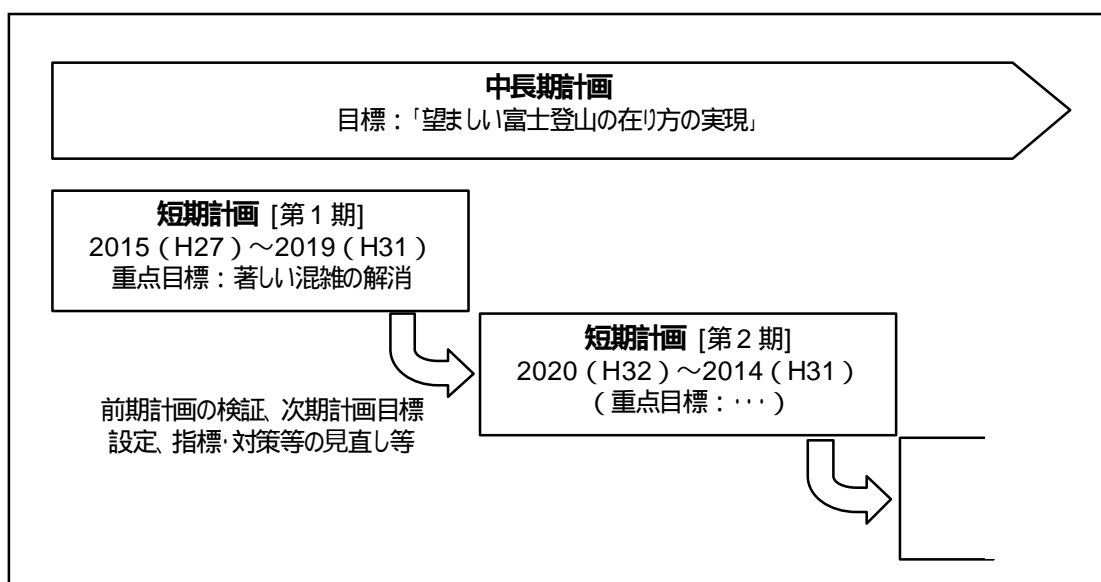 中長期計画
目標：「望ましい富士登山の在り方の実現」
短期計画 [第１期]
2015（H27）～2019（H31）
重点目標：著しい混雑の解消
短期計画 [第２期]
2020（H32）～2014（H31）
（重点目標：･･･）
前期計画の検証、次期計画目標
設定、指標･対策等の見直し等